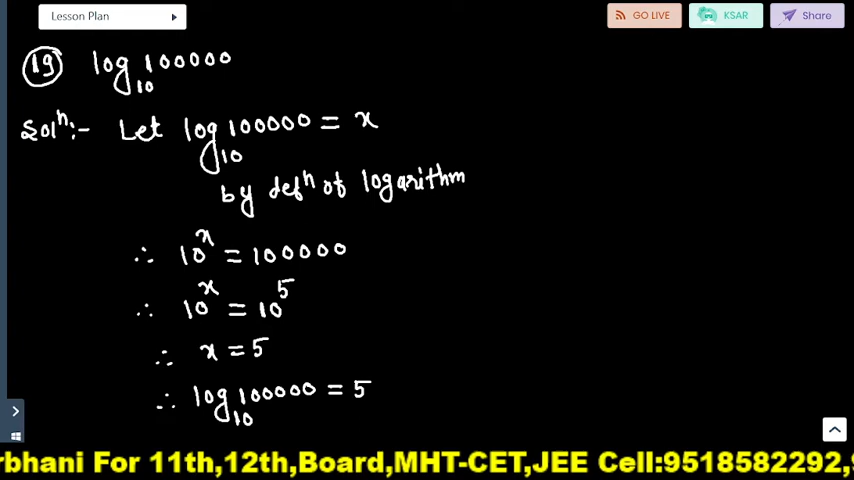 Lesson Plan
GO LIVE
KSAR
Share
19 log₁₀ 100000
Solⁿ:- Let log₁₀ 100000 = x
by defⁿ of logarithm
∴ 10ˣ = 100000
∴ 10ˣ = 10⁵
∴ x = 5
∴ log₁₀ 100000 = 5
rbhani For 11th,12th,Board,MHT-CET,JEE Cell:9518582292,